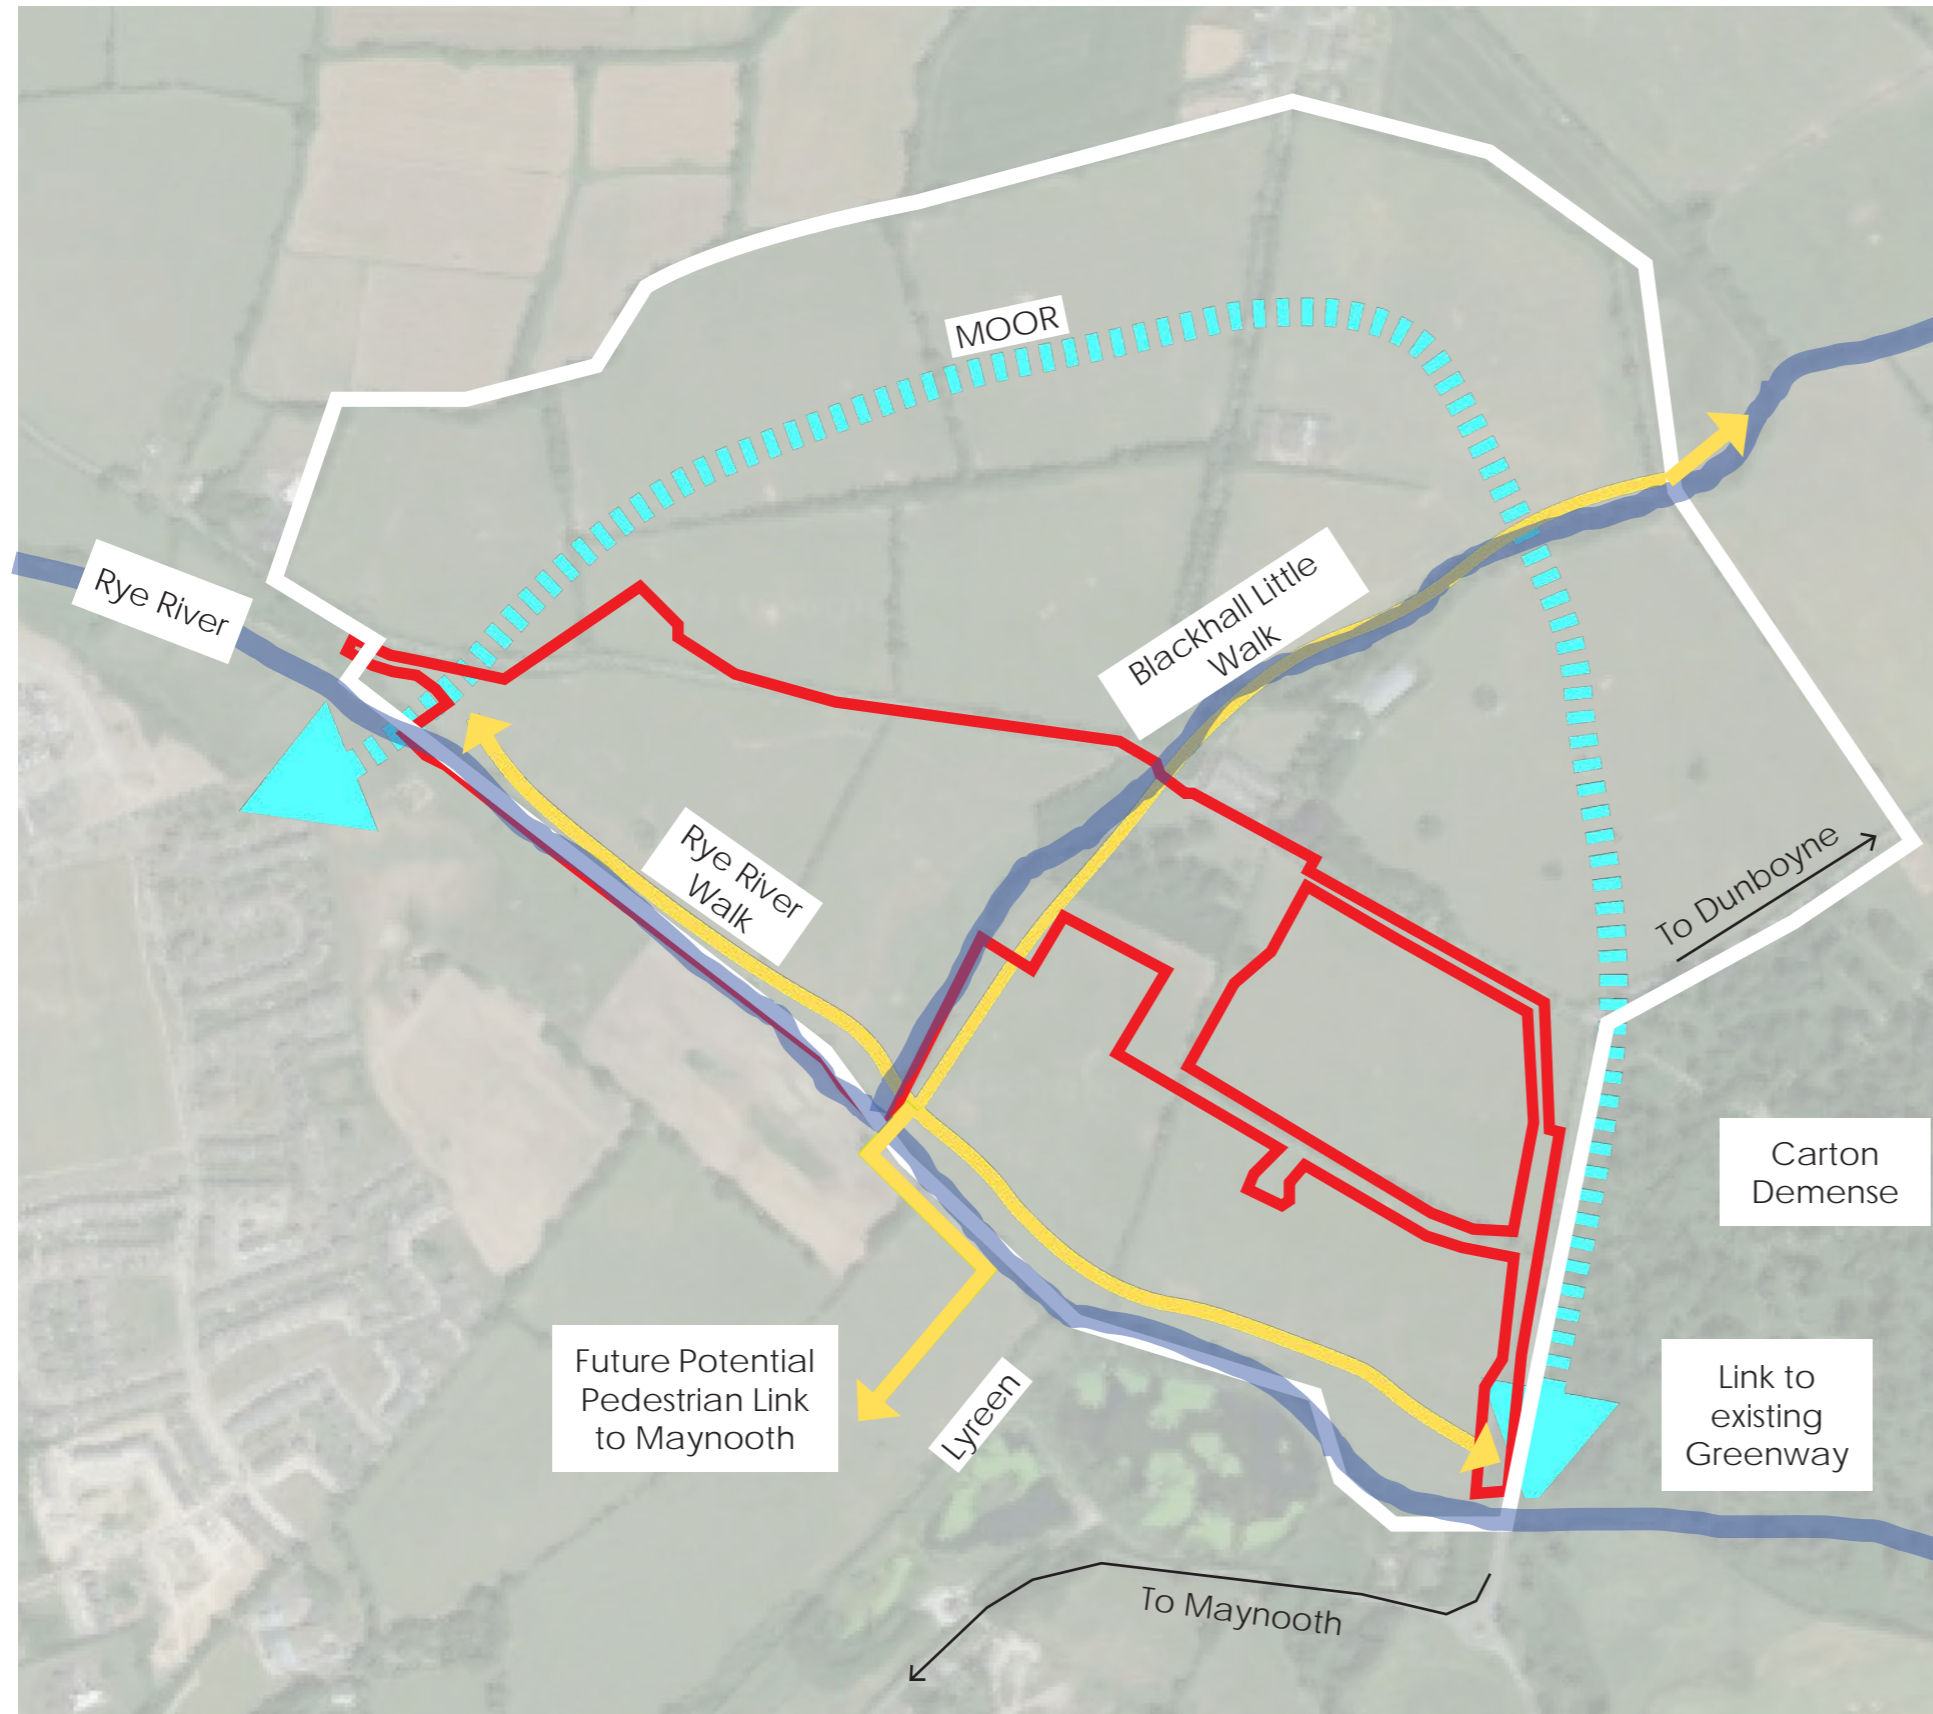 MOOR
Rye River
Blackhall Little
Walk
Rye River
Walk
To Dunboyne
Carton
Demense
Future Potential
Pedestrian Link
to Maynooth
Lyreen
Link to
existing
Greenway
To Maynooth